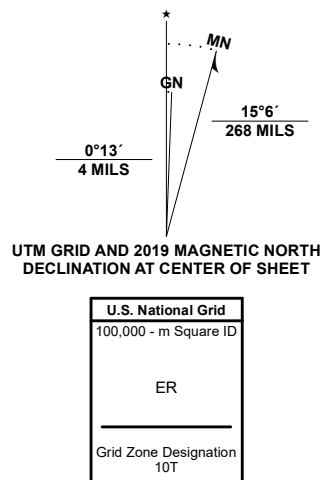 ★
MN
GN
15°6´
268 MILS
0°13´
4 MILS
UTM GRID AND 2019 MAGNETIC NORTH
DECLINATION AT CENTER OF SHEET
U.S. National Grid
100,000 - m Square ID
ER
Grid Zone Designation
10T